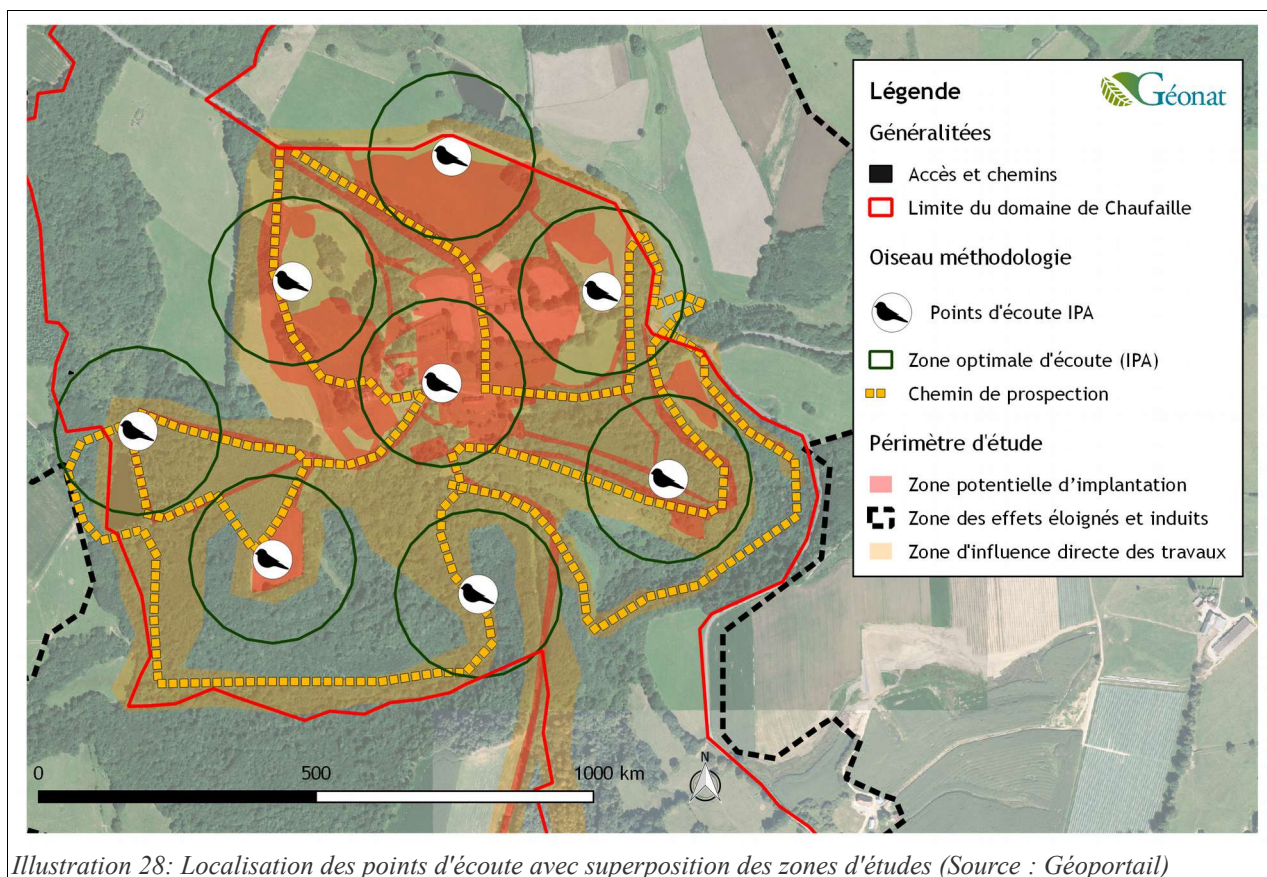 Légende
Géonat
Généralitées
Accès et chemins
Limite du domaine de Chaufaille
Oiseau méthodologie
Points d'écoute IPA
Zone optimale d'écoute (IPA)
Chemin de prospection
Périmètre d'étude
Zone potentielle d’implantation
Zone des effets éloignés et induits
Zone d'influence directe des travaux
0 500 1000 km
N
Illustration 28: Localisation des points d'écoute avec superposition des zones d'études (Source : Géoportail)